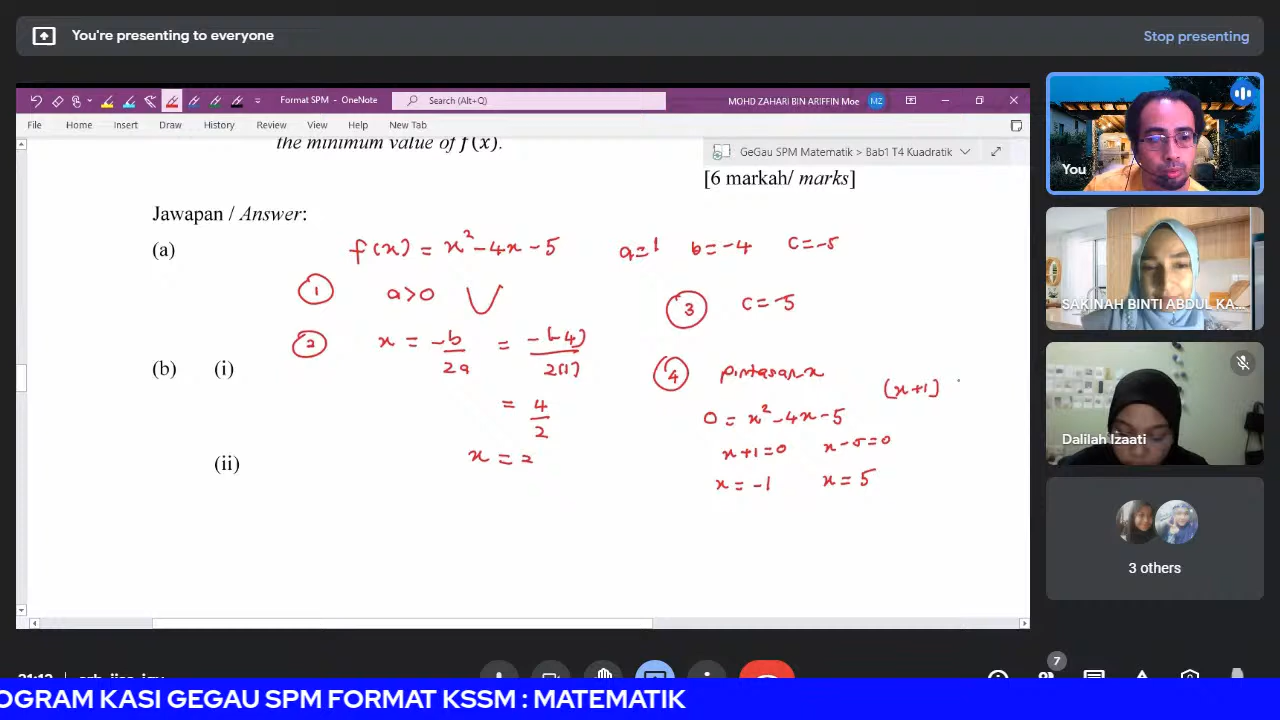 You're presenting to everyone
Stop presenting
Format SPM - OneNote
Search (Alt+Q)
MOHD ZAHARI BIN ARIFFIN Moe
MZ
File Home Insert Draw History Review View Help New Tab
the minimum value of f(x).
GeGau SPM Matematik > Bab1 T4 Kuadratik
[6 markah/ marks]
Jawapan / Answer:
(a)
f(x) = x² - 4x - 5
a=1 b=-4 c=-5
① a>0
② x = -b/2a = -(-4)/2(1)
= 4/2
x = 2
③ c = -5
④ pintasan x
(x+1)
0 = x² - 4x - 5
x+1=0 x-5=0
x = -1 x = 5
(b) (i)
(ii)
You
SAKINAH BINTI ABDUL KA...
Dalilah Izaati
3 others
7
OGRAM KASI GEGAU SPM FORMAT KSSM : MATEMATIK